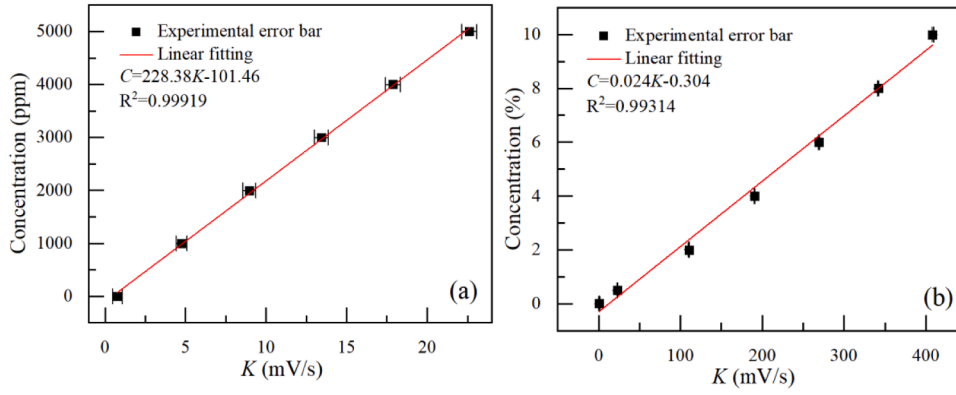 5000
4000
3000
2000
1000
0
Concentration (ppm)
Experimental error bar
Linear fitting
C=228.38K-101.46
R²=0.99919
(a)
0 5 10 15 20
K (mV/s)
10
8
6
4
2
0
Concentration (%)
Experimental error bar
Linear fitting
C=0.024K-0.304
R²=0.99314
(b)
0 100 200 300 400
K (mV/s)